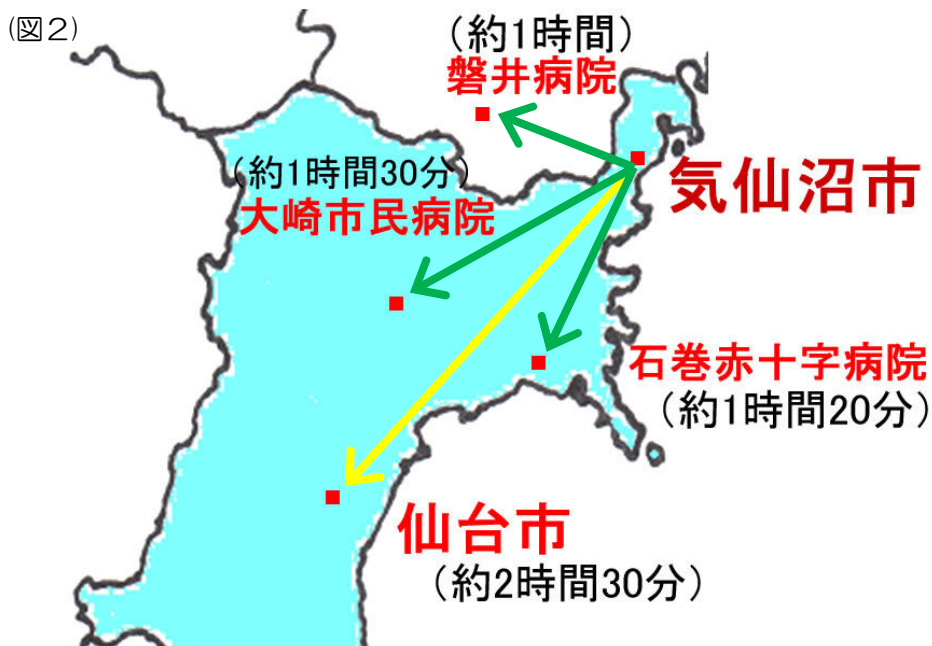 (図2)
(約1時間)
磐井病院
(約1時間30分)
大崎市民病院
気仙沼市
石巻赤十字病院
(約1時間20分)
仙台市
(約2時間30分)